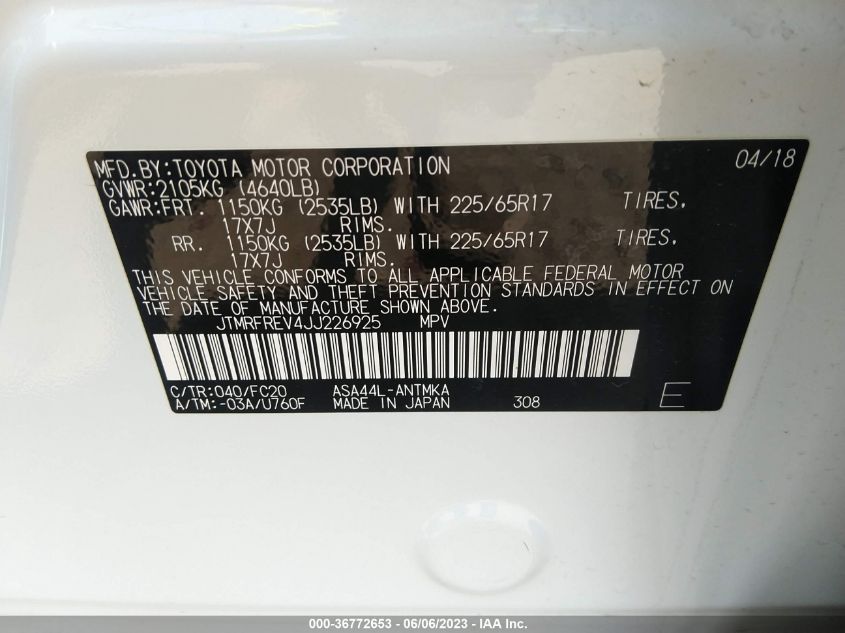 MFD.BY:TOYOTA MOTOR CORPORATION 04/18
GVWR:2105KG (4640LB)
GAWR:FRT. 1150KG (2535LB) WITH 225/65R17 TIRES,
17X7J RIMS.
RR. 1150KG (2535LB) WITH 225/65R17 TIRES,
17X7J RIMS.
THIS VEHICLE CONFORMS TO ALL APPLICABLE FEDERAL MOTOR
VEHICLE SAFETY AND THEFT PREVENTION STANDARDS IN EFFECT ON
THE DATE OF MANUFACTURE SHOWN ABOVE.
JTMRFREV4JJ226925 MPV
C/TR:040/FC20 ASA44L-ANTMKA
A/TM:-03A/U760F MADE IN JAPAN 308 E
000-36772653 - 06/06/2023 - IAA Inc.